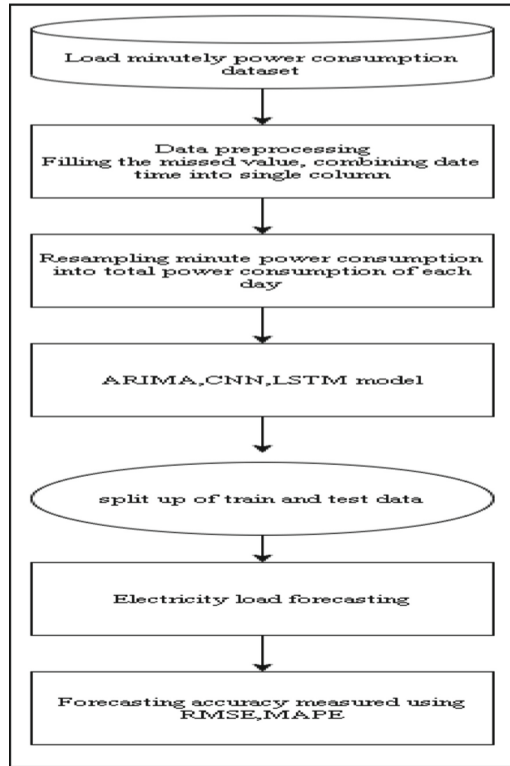 Load minutely power consumption
dataset
Data preprocessing
Filling the missed value, combining date
time into single column
Resampling minute power consumption
into total power consumption of each
day
ARIMA,CNN,LSTM model
split up of train and test data
Electricity load forecasting
Forecasting accuracy measured using
RMSE,MAPE